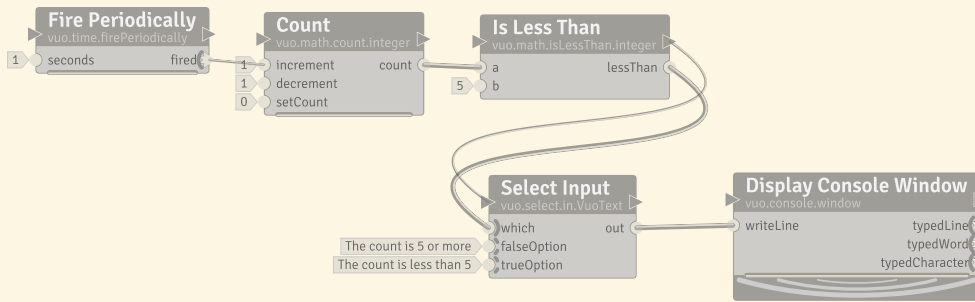 Fire Periodically
vuo.time.firePeriodically
1 seconds fired
Count
vuo.math.count.integer
1 increment count
1 decrement
0 setCount
Is Less Than
vuo.math.isLessThan.integer
a lessThan
5 b
Select Input
vuo.select.in.VuoText
which out
The count is 5 or more falseOption
The count is less than 5 trueOption
Display Console Window
vuo.console.window
writeLine typedLine
typedWord
typedCharacter